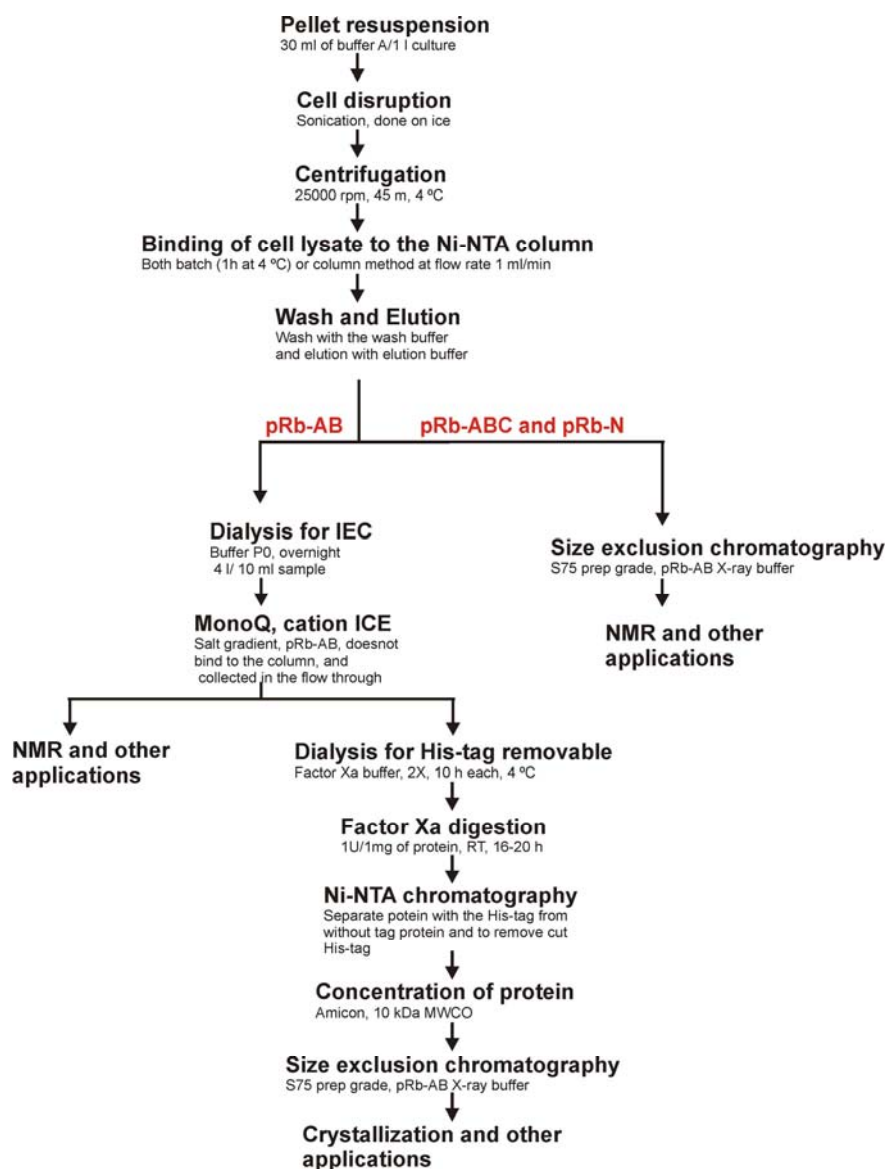 Pellet resuspension
30 ml of buffer A/1 l culture
Cell disruption
Sonication, done on ice
Centrifugation
25000 rpm, 45 m, 4 ºC
Binding of cell lysate to the Ni-NTA column
Both batch (1h at 4 ºC) or column method at flow rate 1 ml/min
Wash and Elution
Wash with the wash buffer
and elution with elution buffer
pRb-AB
pRb-ABC and pRb-N
Dialysis for IEC
Buffer P0, overnight
4 l/ 10 ml sample
Size exclusion chromatography
S75 prep grade, pRb-AB X-ray buffer
MonoQ, cation ICE
Salt gradient, pRb-AB, doesnot
bind to the column, and
collected in the flow through
NMR and other
applications
NMR and other
applications
Dialysis for His-tag removable
Factor Xa buffer, 2X, 10 h each, 4 ºC
Factor Xa digestion
1U/1mg of protein, RT, 16-20 h
Ni-NTA chromatography
Separate potein with the His-tag from
without tag protein and to remove cut
His-tag
Concentration of protein
Amicon, 10 kDa MWCO
Size exclusion chromatography
S75 prep grade, pRb-AB X-ray buffer
Crystallization and other
applications